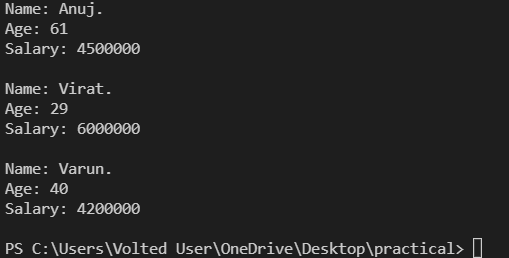 Name: Anuj.
Age: 61
Salary: 4500000
Name: Virat.
Age: 29
Salary: 6000000
Name: Varun.
Age: 40
Salary: 4200000
PS C:\Users\Volted User\OneDrive\Desktop\practical>